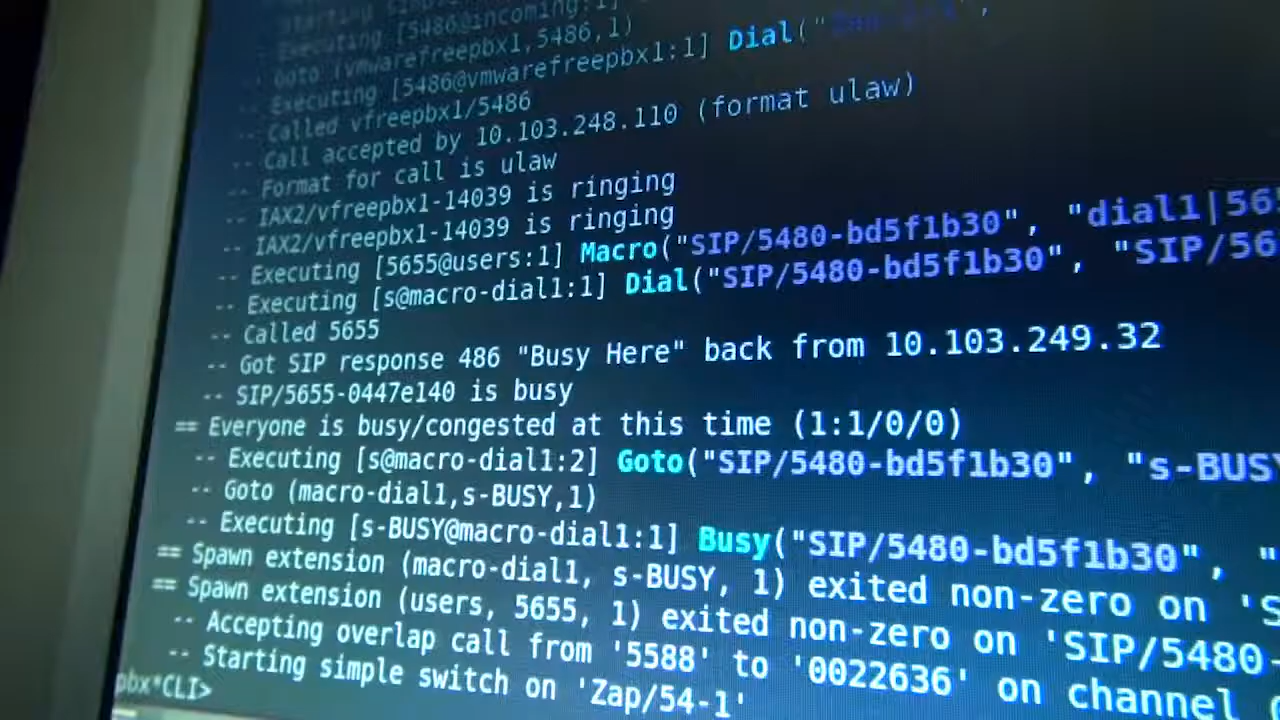 -- Starting simple
-- Executing [5486@incoming:1]
-- Goto (vmwarefreepbx1,5486,1)
-- Executing [5486@vmwarefreepbx1:1] Dial("
-- Called vfreepbx1/5486
-- Call accepted by 10.103.248.110 (format ulaw)
-- Format for call is ulaw
-- IAX2/vfreepbx1-14039 is ringing
-- IAX2/vfreepbx1-14039 is ringing
-- Executing [5655@users:1] Macro("SIP/5480-bd5f1b30", "dial1|565
-- Executing [s@macro-dial1:1] Dial("SIP/5480-bd5f1b30", "SIP/56
-- Called 5655
-- Got SIP response 486 "Busy Here" back from 10.103.249.32
-- SIP/5655-0447e140 is busy
== Everyone is busy/congested at this time (1:1/0/0)
-- Executing [s@macro-dial1:2] Goto("SIP/5480-bd5f1b30", "s-BUSY
-- Goto (macro-dial1,s-BUSY,1)
-- Executing [s-BUSY@macro-dial1:1] Busy("SIP/5480-bd5f1b30", "
== Spawn extension (macro-dial1, s-BUSY, 1) exited non-zero on 'S
== Spawn extension (users, 5655, 1) exited non-zero on 'SIP/5480-
-- Accepting overlap call from '5588' to '0022636' on channel
-- Starting simple switch on 'Zap/54-1'
pbx*CLI>